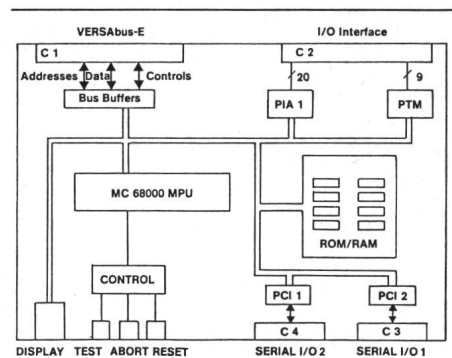 VERSAbus-E
I/O Interface
C 1
C 2
Addresses Data Controls
20
9
Bus Buffers
PIA 1
PTM
MC 68000 MPU
ROM/RAM
CONTROL
PCI 1
PCI 2
C 4
C 3
DISPLAY TEST ABORT RESET SERIAL I/O 2 SERIAL I/O 1